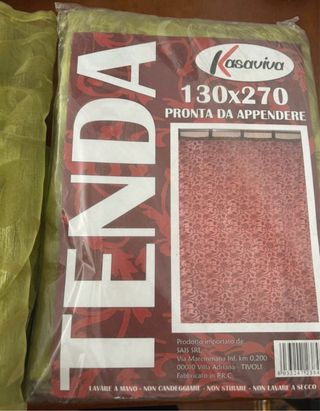 Kasaviva
130x270
PRONTA DA APPENDERE
TENDA
Prodotto importato da
SAIS SRL
Via Maremmana Inf. km 0,200
00010 Villa Adriana - TIVOLI
Fabbricato in P.R.C.
LAVARE A MANO - NON CANDEGGIARE - NON STIRARE - NON LAVARE A SECCO